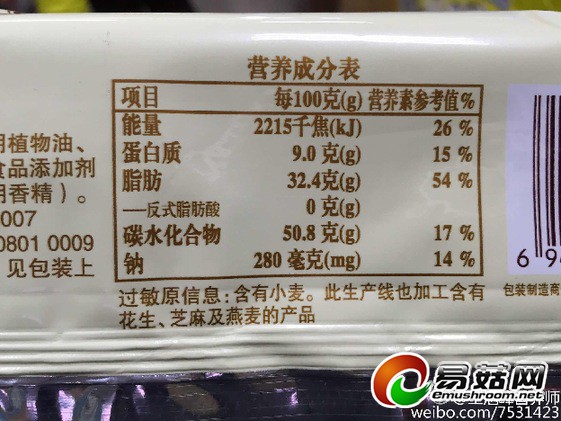 营养成分表
项目 每100克(g) 营养素参考值%
能量 2215千焦(kJ) 26 %
蛋白质 9.0 克(g) 15 %
脂肪 32.4克(g) 54 %
——反式脂肪酸 0 克(g)
碳水化合物 50.8 克(g) 17 %
钠 280 毫克(mg) 14 %
过敏原信息:含有小麦。此生产线也加工含有
花生、芝麻及燕麦的产品
植物油、
食品添加剂
用香精)。
007
0801 0009
见包装上
6 9
包装制造商
易菇网
emushroom.net
weibo.com/7531423